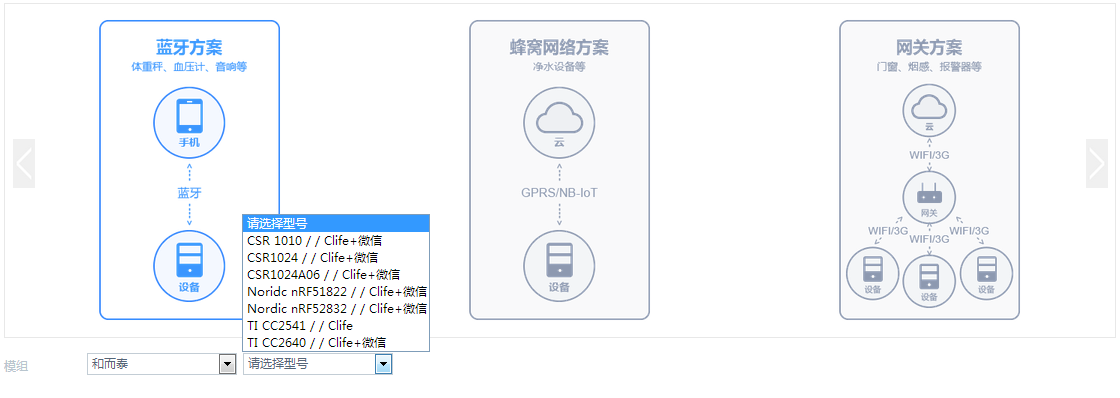 蓝牙方案
体重秤、血压计、音响等
手机
蓝牙
设备
蜂窝网络方案
净水设备等
云
GPRS/NB-IoT
设备
网关方案
门窗、烟感、报警器等
云
WIFI/3G
网关
WIFI/3G
WIFI/3G
WIFI/3G
设备
设备
设备
请选择型号
CSR 1010 / / Clife+微信
CSR1024 / / Clife+微信
CSR1024A06 / / Clife+微信
Noridc nRF51822 / / Clife+微信
Nordic nRF52832 / / Clife+微信
TI CC2541 / / Clife
TI CC2640 / / Clife+微信
模组
和而泰
请选择型号